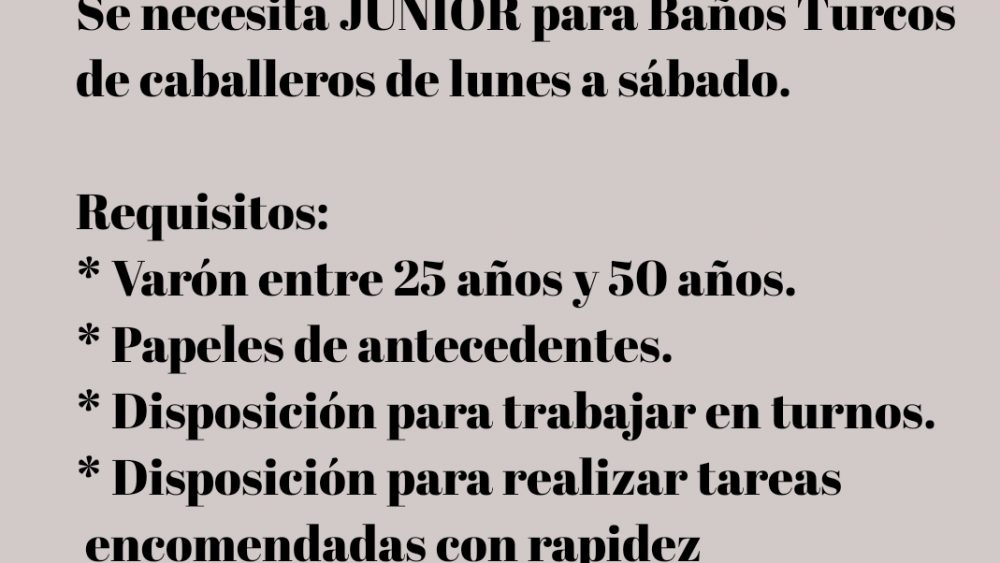 Se necesita JUNIOR para Baños Turcos
de caballeros de lunes a sábado.
Requisitos:
* Varón entre 25 años y 50 años.
* Papeles de antecedentes.
* Disposición para trabajar en turnos.
* Disposición para realizar tareas
encomendadas con rapidez